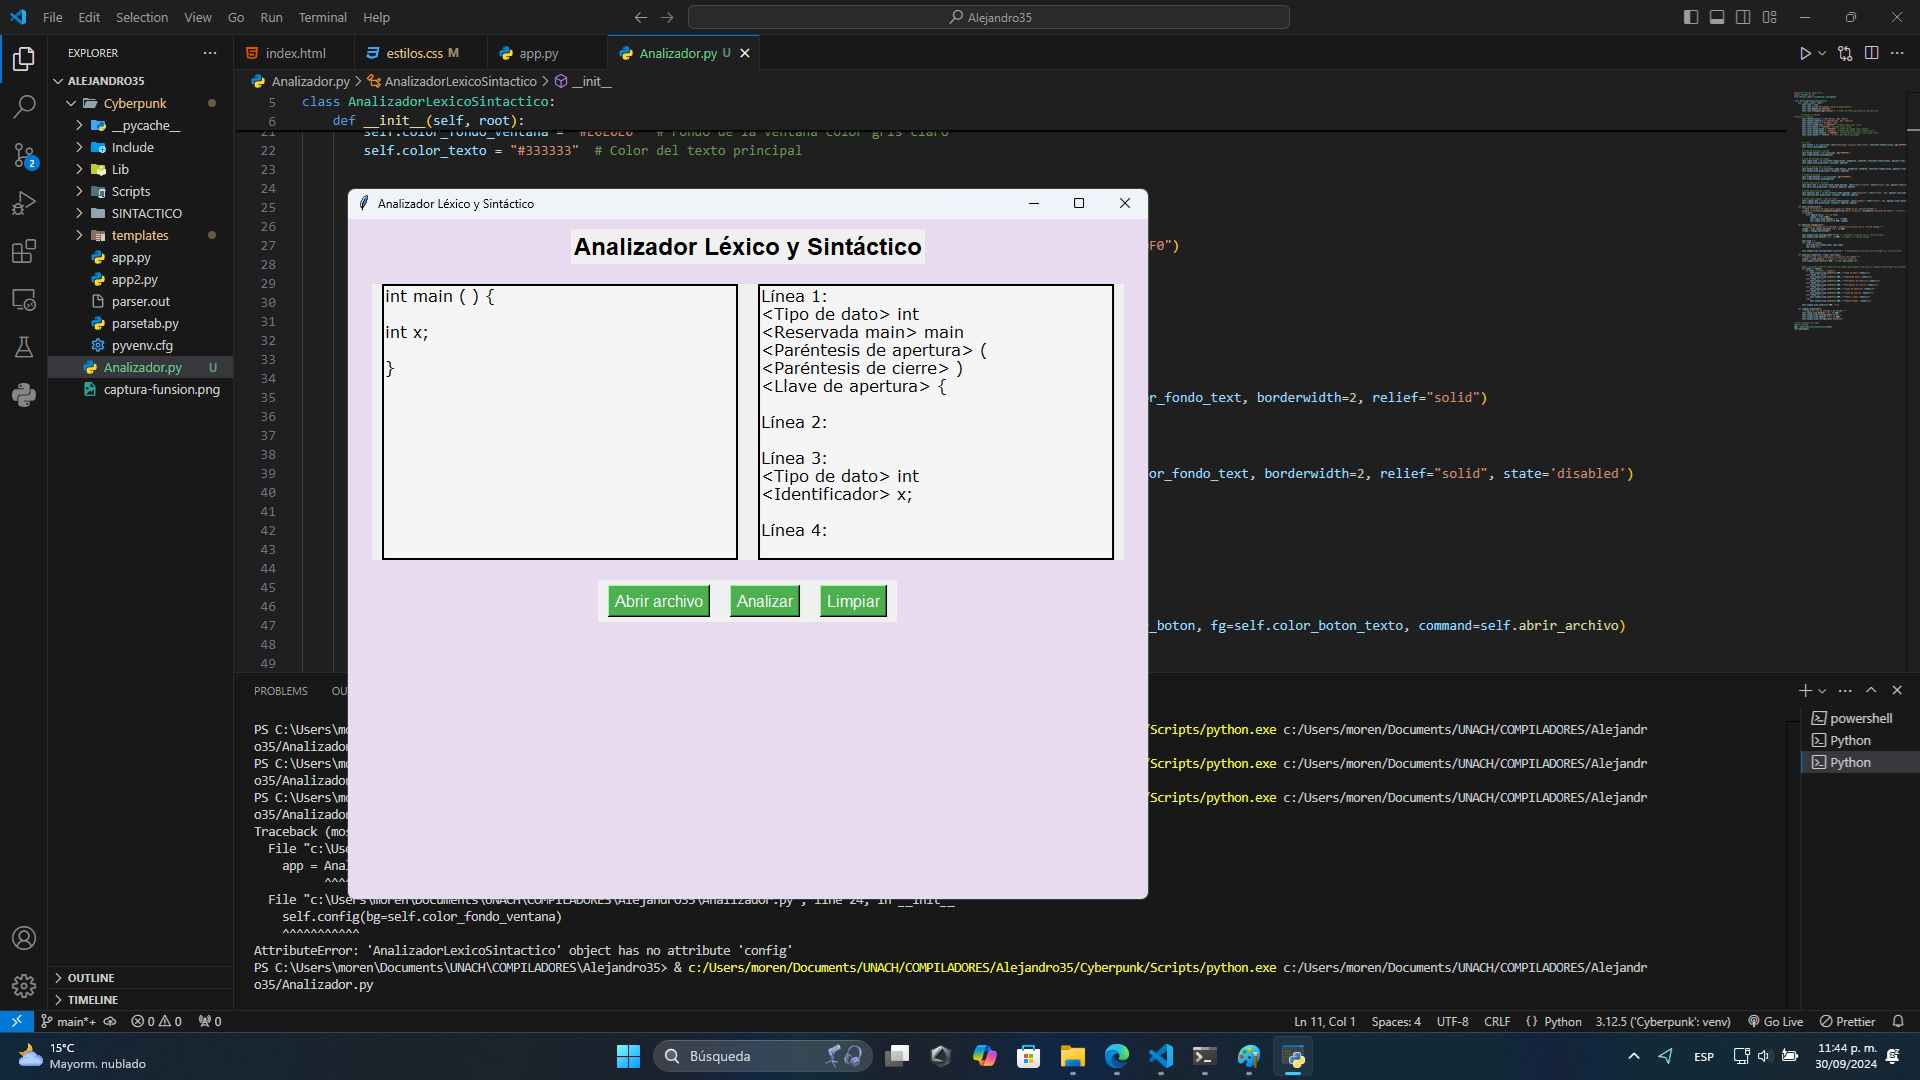 File Edit Selection View Go Run Terminal Help
Alejandro35
EXPLORER
index.html
estilos.css M
app.py
Analizador.py U
ALEJANDRO35
Cyberpunk
__pycache__
Include
Lib
Scripts
SINTACTICO
templates
app.py
app2.py
parser.out
parsetab.py
pyvenv.cfg
Analizador.py U
captura-funsion.png
OUTLINE
TIMELINE
2
Analizador.py > AnalizadorLexicoSintactico > __init__
5 class AnalizadorLexicoSintactico:
6 def __init__(self, root):
21 self.color_fondo_ventana = "#E0E0E0" # Fondo de la ventana color gris claro
22 self.color_texto = "#333333" # Color del texto principal
23
24
25
26
27 F0")
28
29
30
31
32
33
34
35 r_fondo_text, borderwidth=2, relief="solid")
36
37
38
39 or_fondo_text, borderwidth=2, relief="solid", state='disabled')
40
41
42
43
44
45
46
47 _boton, fg=self.color_boton_texto, command=self.abrir_archivo)
48
49
Analizador Léxico y Sintáctico
Analizador Léxico y Sintáctico
int main ( ) {
int x;
}
Línea 1:
<Tipo de dato> int
<Reservada main> main
<Paréntesis de apertura> (
<Paréntesis de cierre> )
<Llave de apertura> {
Línea 2:
Línea 3:
<Tipo de dato> int
<Identificador> x;
Línea 4:
Abrir archivo Analizar Limpiar
PROBLEMS OU
PS C:\Users\mo /Scripts/python.exe c:/Users/moren/Documents/UNACH/COMPILADORES/Alejandr
o35/Analizador
PS C:\Users\mo /Scripts/python.exe c:/Users/moren/Documents/UNACH/COMPILADORES/Alejandr
o35/Analizador
PS C:\Users\mo /Scripts/python.exe c:/Users/moren/Documents/UNACH/COMPILADORES/Alejandr
o35/Analizador
Traceback (mos
File "c:\Use
app = Anal
^^^^
File "c:\Users\moren\Documents\UNACH\COMPILADORES\Alejandro35\Analizador.py", line 24, in __init__
self.config(bg=self.color_fondo_ventana)
^^^^^^^^^^^
AttributeError: 'AnalizadorLexicoSintactico' object has no attribute 'config'
PS C:\Users\moren\Documents\UNACH\COMPILADORES\Alejandro35> & c:/Users/moren/Documents/UNACH/COMPILADORES/Alejandro35/Cyberpunk/Scripts/python.exe c:/Users/moren/Documents/UNACH/COMPILADORES/Alejandr
o35/Analizador.py
powershell
Python
Python
main*+ 0 0 0
Ln 11, Col 1 Spaces: 4 UTF-8 CRLF {} Python 3.12.5 ('Cyberpunk': venv) Go Live Prettier
15°C
Mayorm. nublado
Búsqueda
ESP
11:44 p. m.
30/09/2024